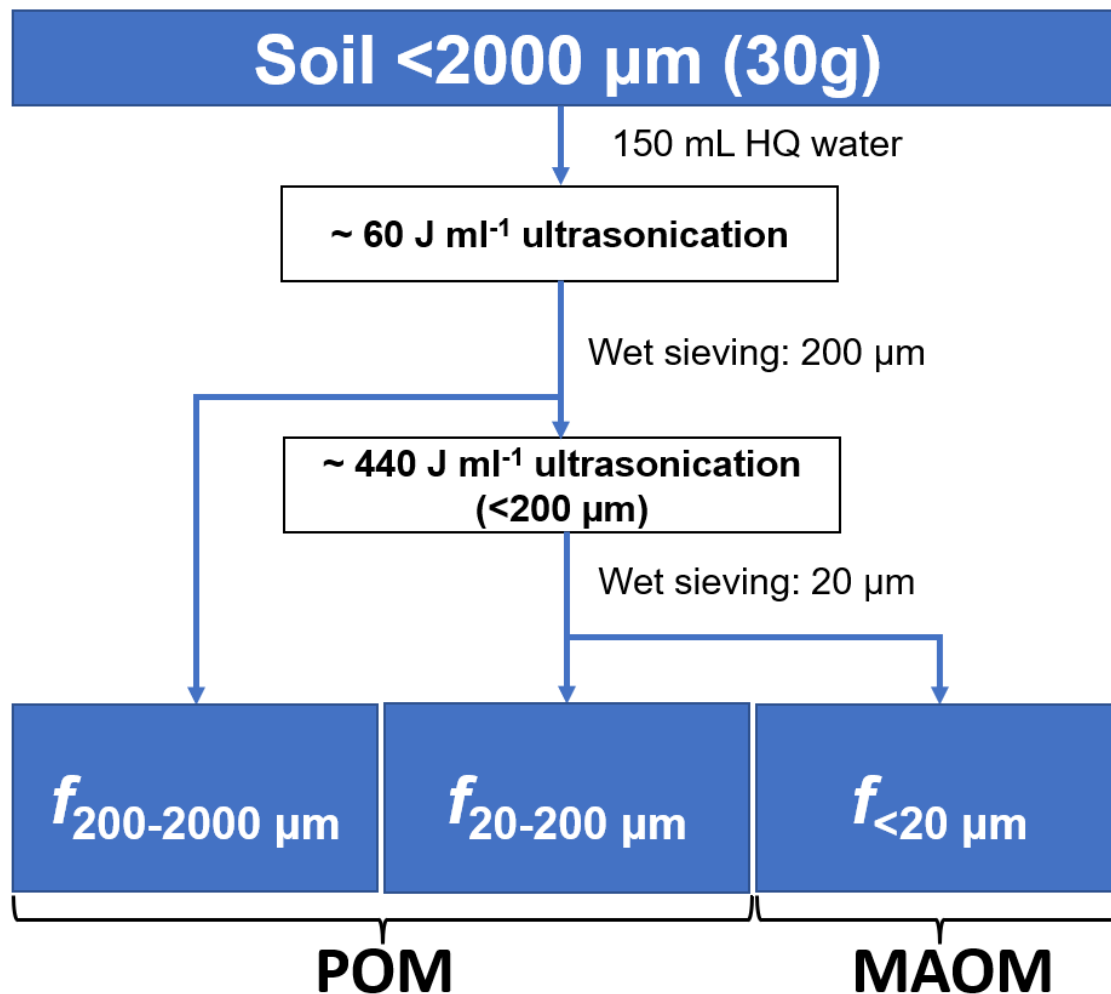 Soil <2000 µm (30g)
150 mL HQ water
~ 60 J ml⁻¹ ultrasonication
Wet sieving: 200 µm
~ 440 J ml⁻¹ ultrasonication
(<200 µm)
Wet sieving: 20 µm
f200-2000 µm
f20-200 µm
f<20 µm
POM
MAOM